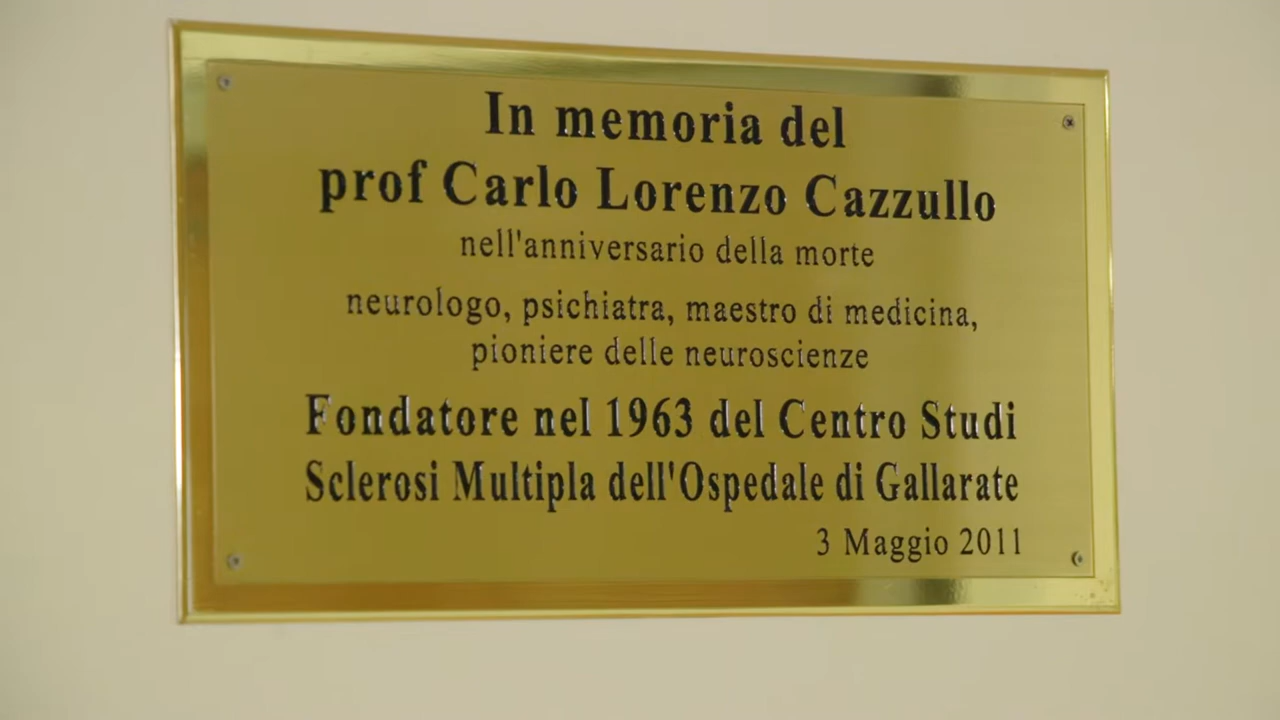 In memoria del
prof Carlo Lorenzo Cazzullo
nell'anniversario della morte
neurologo, psichiatra, maestro di medicina,
pioniere delle neuroscienze
Fondatore nel 1963 del Centro Studi
Sclerosi Multipla dell'Ospedale di Gallarate
3 Maggio 2011